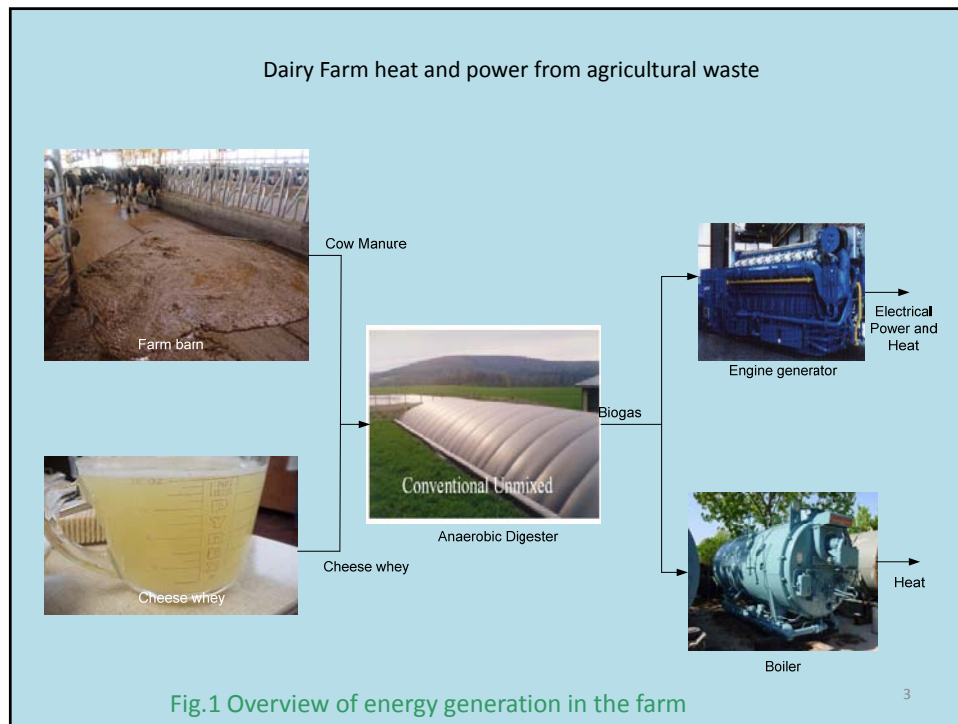 Dairy Farm heat and power from agricultural waste
Cow Manure
Farm barn
Electrical
Power and
Heat
Engine generator
Biogas
Conventional Unmixed
Anaerobic Digester
Cheese whey
Cheese whey
Heat
Boiler
Fig.1 Overview of energy generation in the farm
3